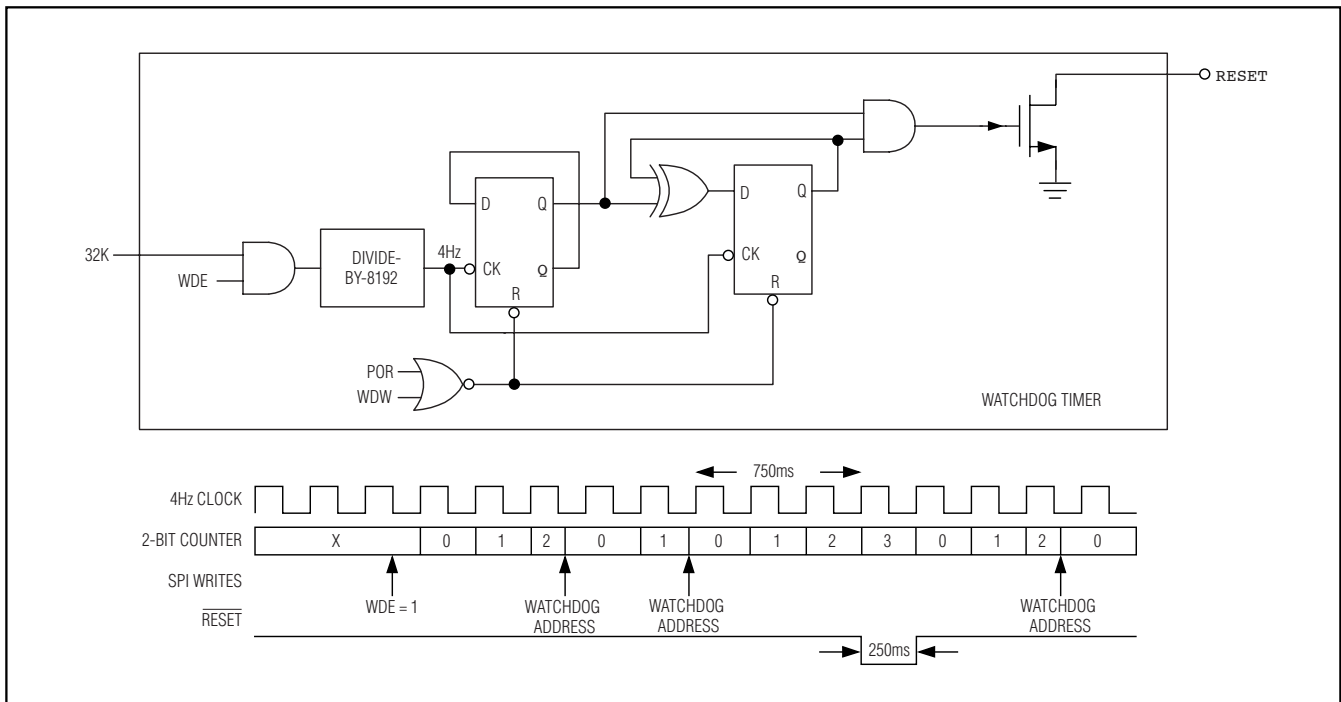 RESET
D
Q
D
Q
32K
WDE
DIVIDE-
BY-8192
4Hz
CK
Q
CK
Q
R
R
POR
WDW
WATCHDOG TIMER
750ms
4Hz CLOCK
2-BIT COUNTER
X 0 1 2 0 1 0 1 2 3 0 1 2 0
SPI WRITES
WDE = 1
WATCHDOG
ADDRESS
WATCHDOG
ADDRESS
WATCHDOG
ADDRESS
RESET
250ms